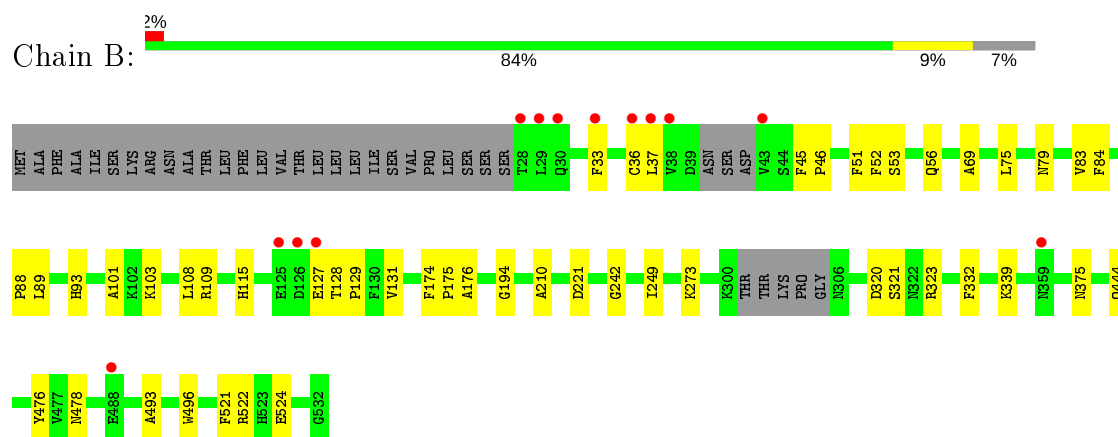 2%
Chain B:
84% 9% 7%
MET ALA PHE ALA ILE SER LYS ARG ASN ALA THR LEU PHE LEU VAL THR LEU LEU LEU ILE SER VAL PRO LEU SER SER SER T28 L29 Q30 F33 C36 L37 V38 D39 ASN SER ASP V43 S44 F45 P46 F51 F52 S53 Q56 A69 L75 N79 V83 F84
P88 L89 H93 A101 K102 K103 L108 R109 H115 E125 D126 E127 T128 P129 F130 V131 F174 P175 A176 G194 A210 D221 G242 I249 K273 K300 THR THR LYS PRO GLY N306 D320 S321 N322 R323 F332 K339 N359 N375
Y476 V477 N478 E488 A493 W496 F521 R522 H523 E524 G532